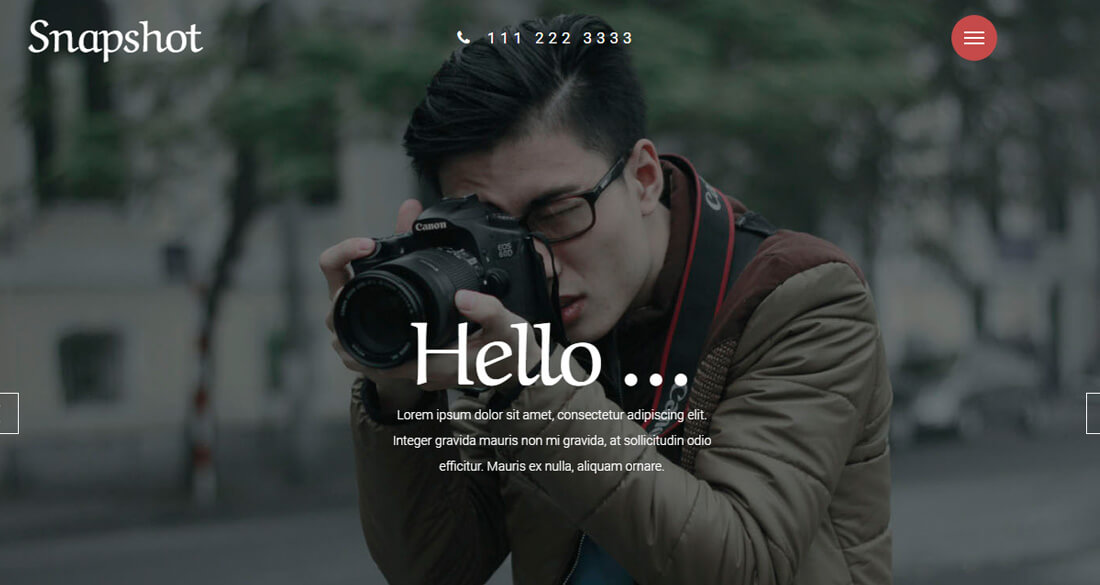 Snapshot
111 222 3333
Canon
EOS
60D
Canon
Hello ...
Lorem ipsum dolor sit amet, consectetur adipiscing elit.
Integer gravida mauris non mi gravida, at sollicitudin odio
efficitur. Mauris ex nulla, aliquam ornare.